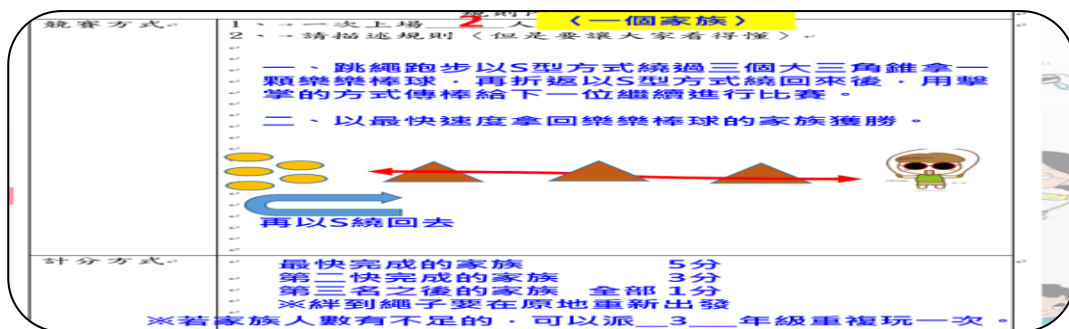 競賽方式
1、一次上場 2 人（一個家族）
2、請描述規則（但是要讓大家看得懂）
一、跳繩跑步以S型方式繞過三個大三角錐拿一
顆樂樂棒球，再折返以S型方式繞回來後，用擊
掌的方式傳棒給下一位繼續進行比賽。
二、以最快速度拿回樂樂棒球的家族獲勝。
再以S繞回去
計分方式
最快完成的家族 5分
第二快完成的家族 3分
第三名之後的家族 全部 1分
※絆到繩子要在原地重新出發
※若家族人數有不足的，可以派__3___年級重複玩一次。